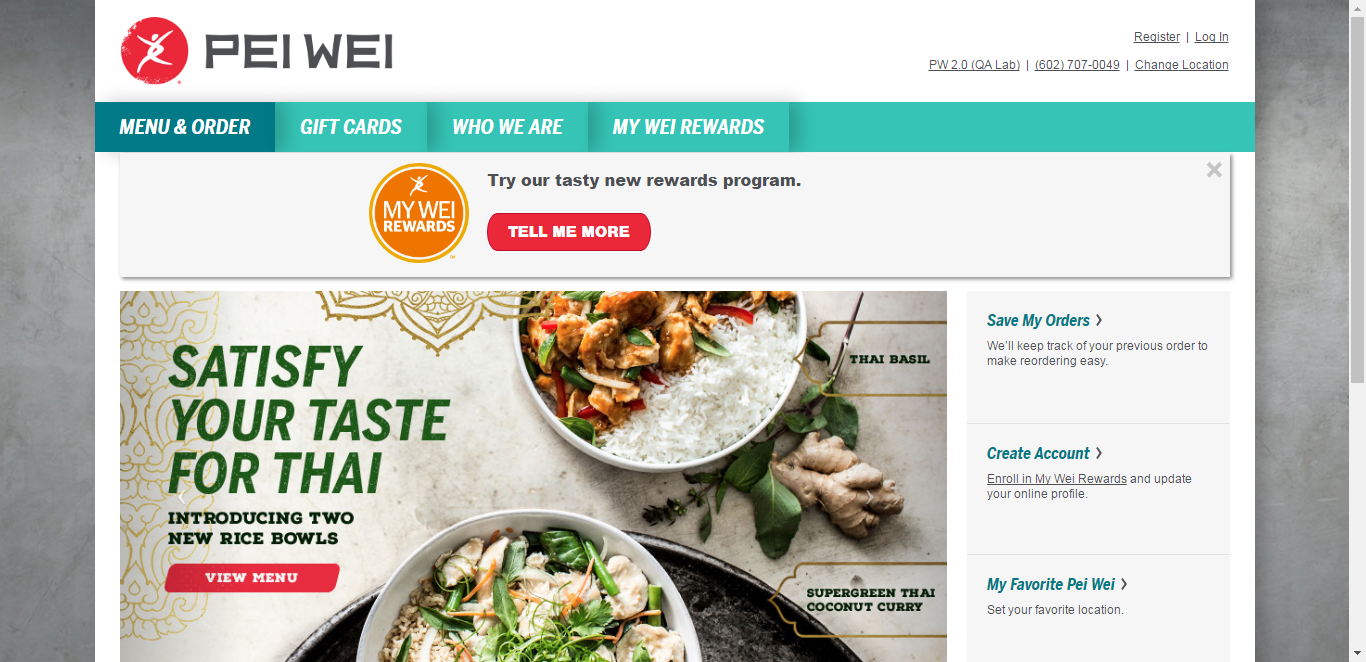 PEI WEI
Register | Log In
PW 2.0 (QA Lab) | (602) 707-0049 | Change Location
MENU & ORDER
GIFT CARDS
WHO WE ARE
MY WEI REWARDS
MY WEI
REWARDS
Try our tasty new rewards program.
TELL ME MORE
SATISFY
YOUR TASTE
FOR THAI
INTRODUCING TWO
NEW RICE BOWLS
VIEW MENU
THAI BASIL
SUPERGREEN THAI
COCONUT CURRY
Save My Orders
We'll keep track of your previous order to
make reordering easy.
Create Account
Enroll in My Wei Rewards and update
your online profile.
My Favorite Pei Wei
Set your favorite location.